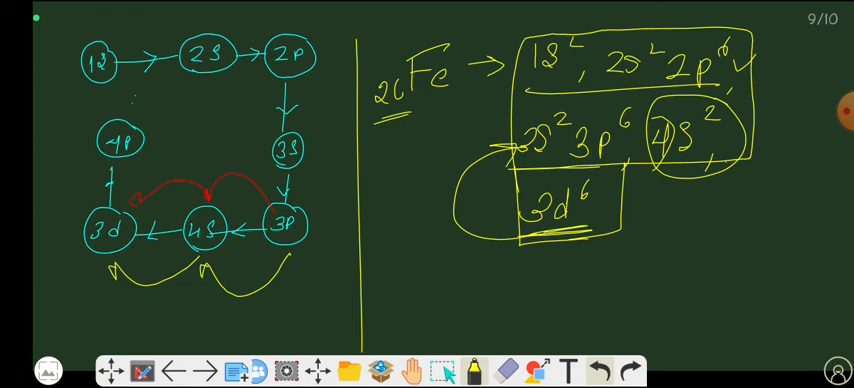 9/10
1S → 2S → 2P
4P
3S
3d ← 4S ← 3P
₂₆Fe → 1S², 2S² 2p⁶,
3S² 3p⁶, 4S²,
3d⁶
T